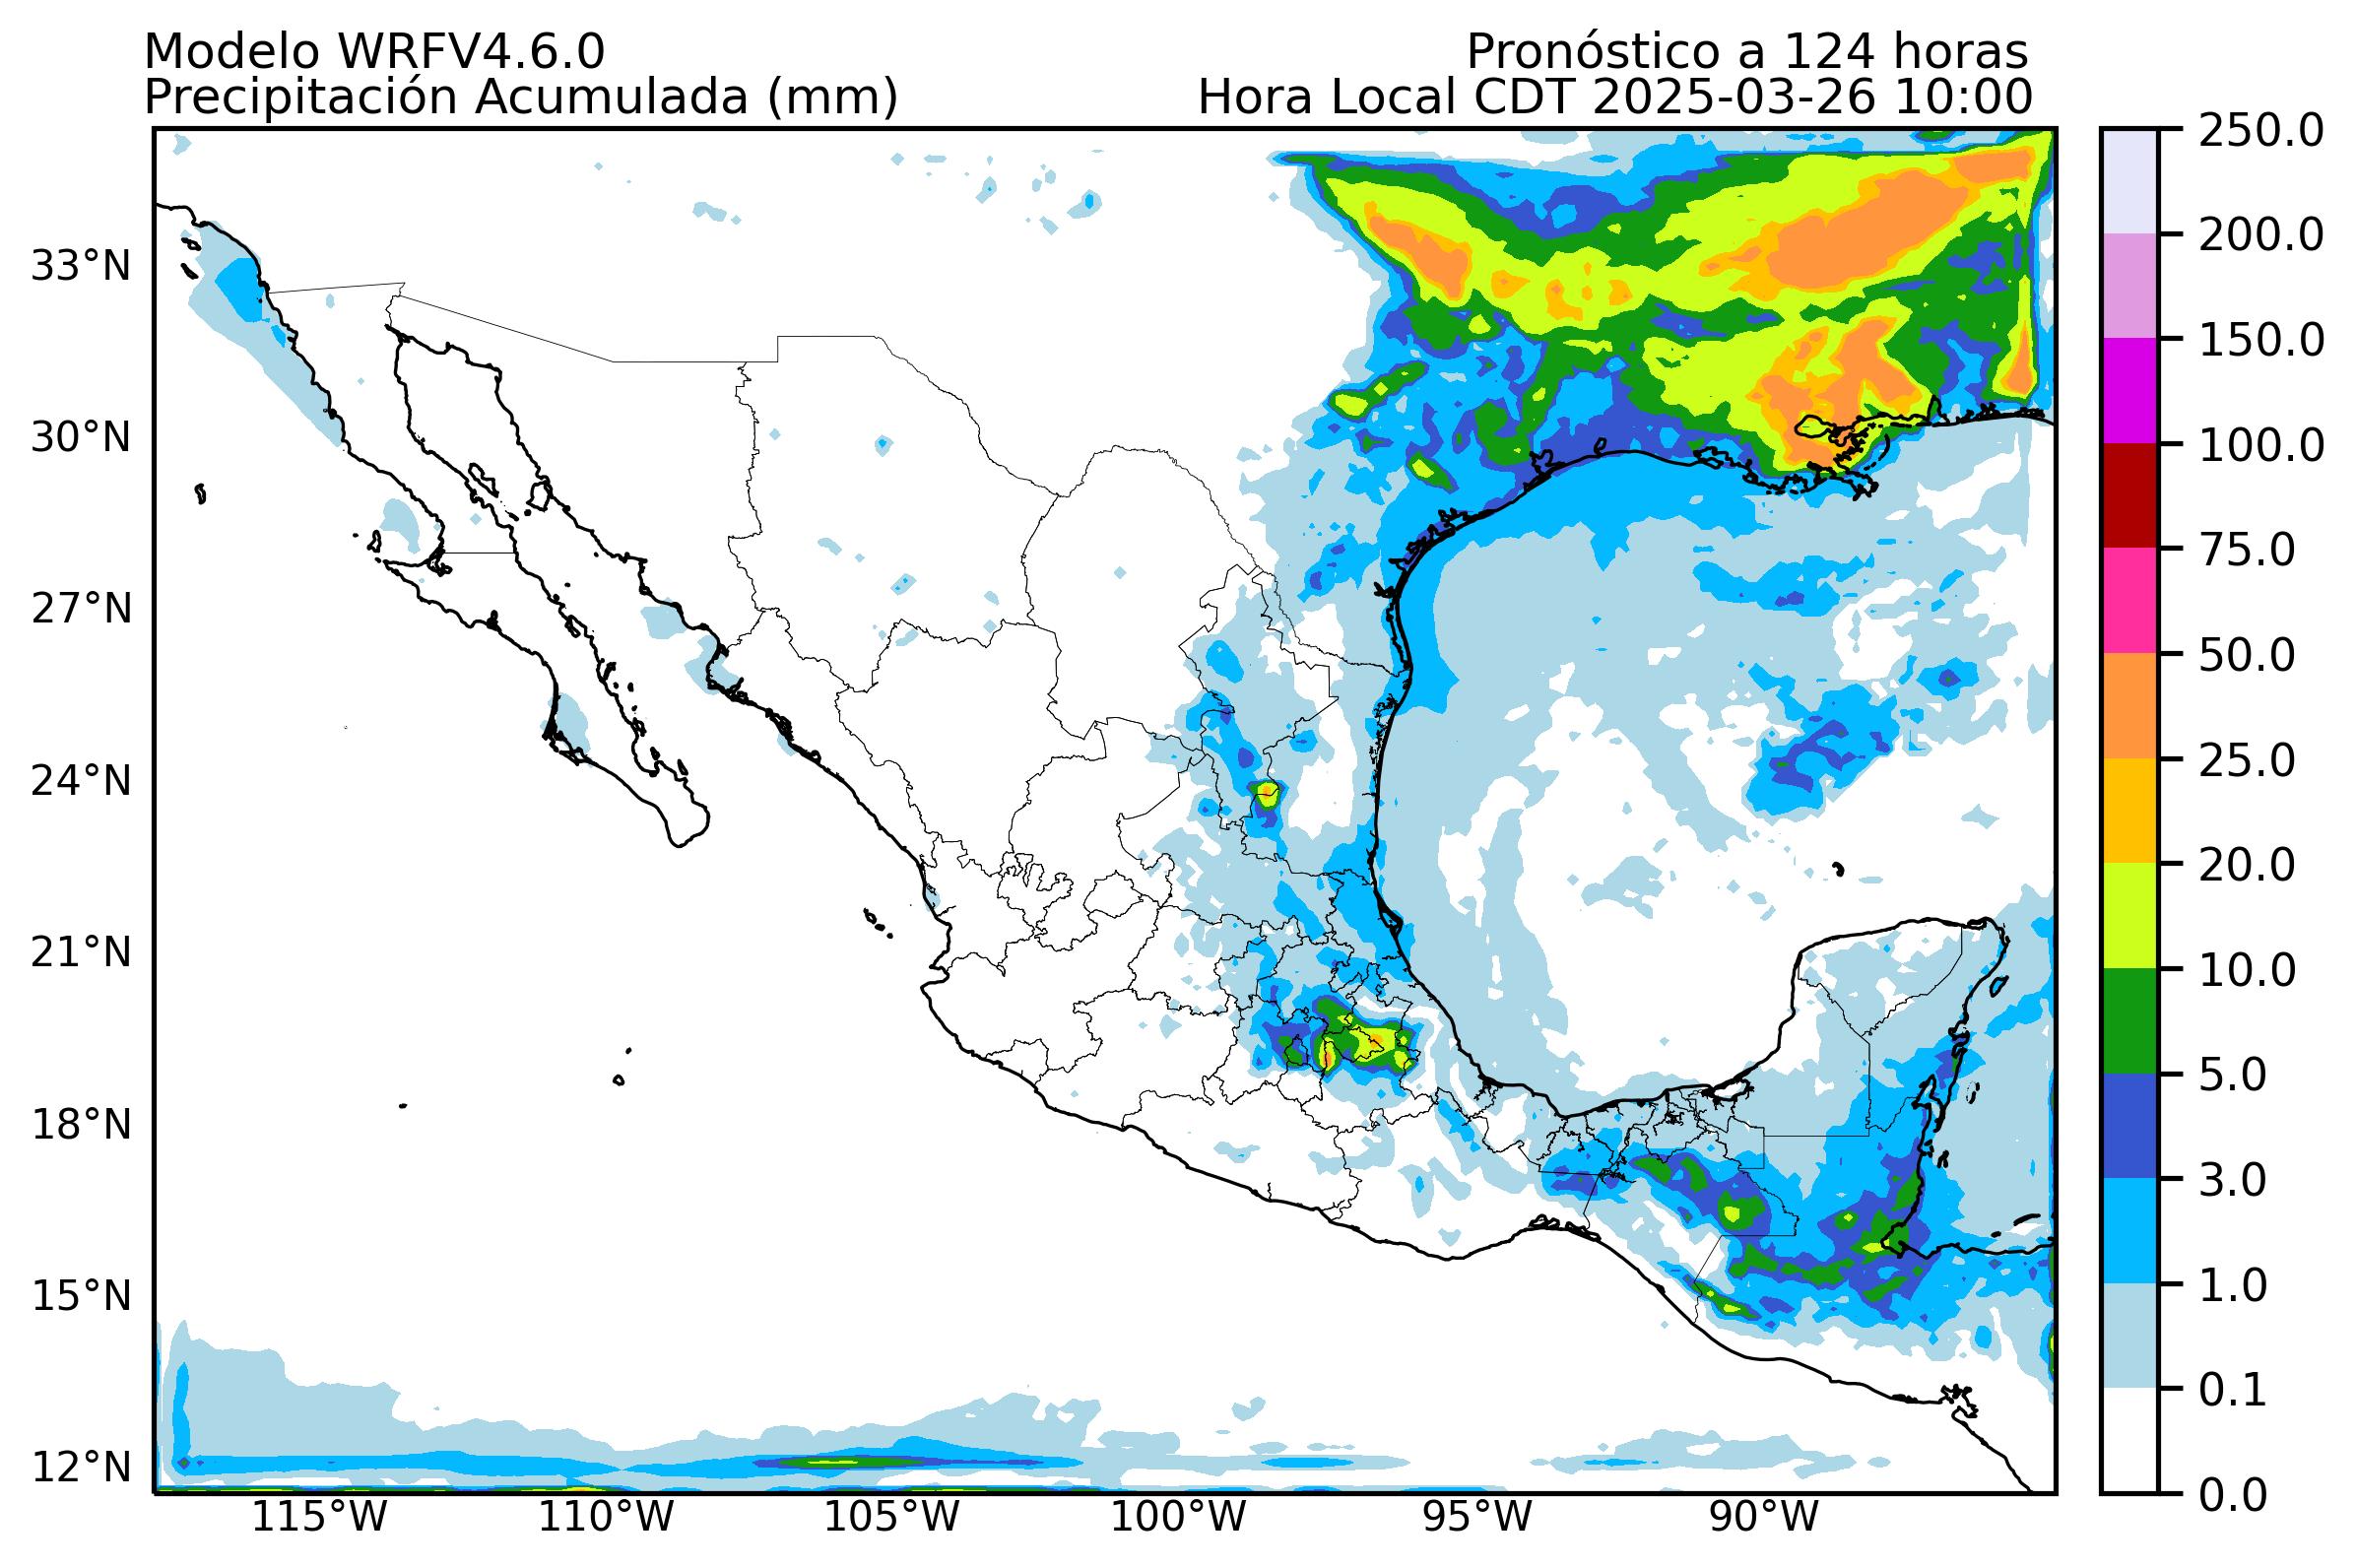 Modelo WRFV4.6.0
Pronóstico a 124 horas
Precipitación Acumulada (mm)
Hora Local CDT 2025-03-26 10:00
33°N
30°N
27°N
24°N
21°N
18°N
15°N
12°N
115°W
110°W
105°W
100°W
95°W
90°W
250.0
200.0
150.0
100.0
75.0
50.0
25.0
20.0
10.0
5.0
3.0
1.0
0.1
0.0